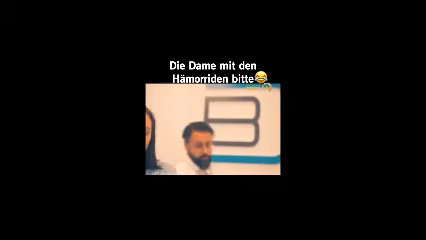 Die Dame mit den
Hämorriden bitte😂
B